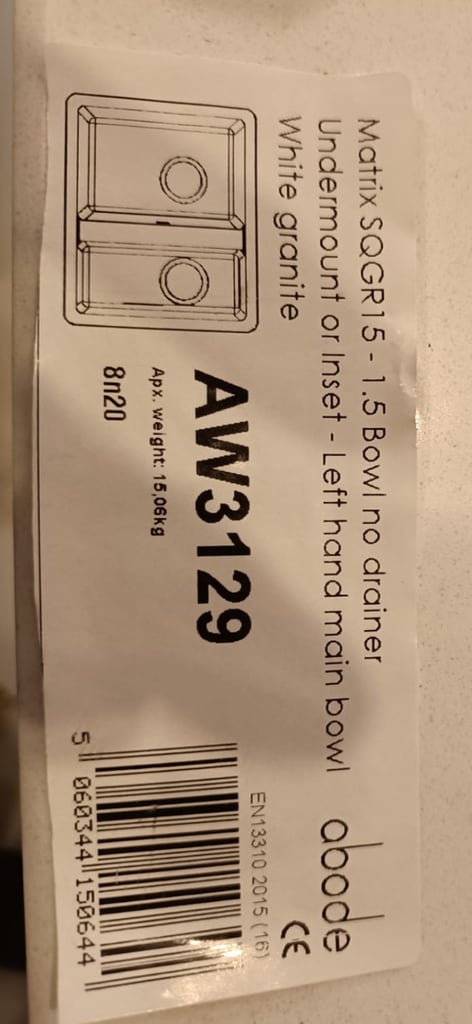 Matrix SQGR15 - 1.5 Bowl no drainer
Undermount or Inset - Left hand main bowl
White granite
abode
CE
AW3129
EN13310 2015 (16)
Apx. weight: 15,06kg
8n20
5 060344 150644